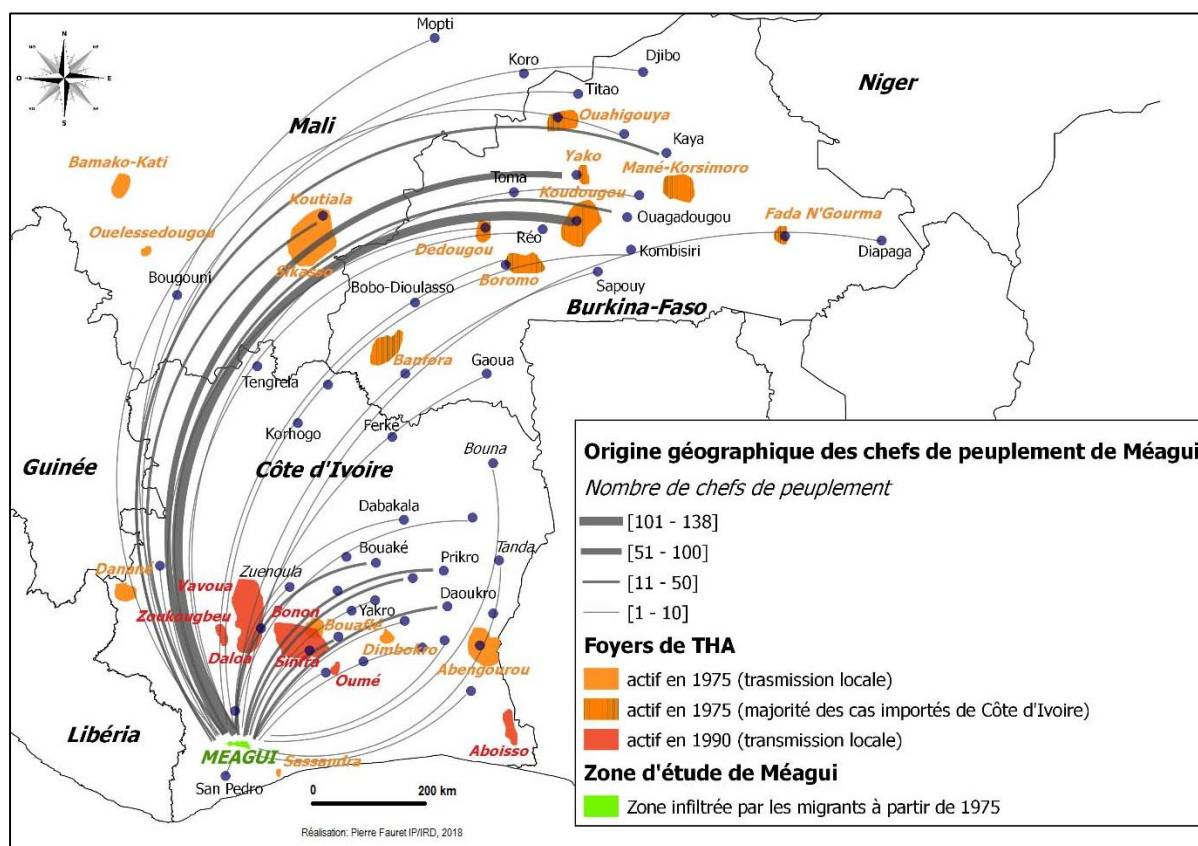 N
O
E
S
Mopti
Koro
Djibo
Titao
Niger
Mali
Ouahigouya
Kaya
Bamako-Kati
Yako
Mané-Korsimoro
Toma
Koutiala
Koudougou
Ouagadougou
Fada N'Gourma
Ouelessedougou
Dedougou
Réo
Kombisiri
Diapaga
Sikasso
Bougouni
Boromo
Sapouy
Bobo-Dioulasso
Burkina-Faso
Banfora
Gaoua
Tengrela
Korhogo
Ferké
Bouna
Guinée
Côte d'Ivoire
Dabakala
Bouaké
Tanda
Danané
Zuenoula
Prikro
Vavoua
Zoukougbeu
Bonon
Yakro
Daoukro
Bouaflé
Daloa
Sinfra
Dimbokro
Oumé
Abengourou
Libéria
Aboisso
MEAGUI
Sassandra
San Pedro
0 200 km
Réalisation: Pierre Fauret IP/IRD, 2018
Origine géographique des chefs de peuplement de Méagui
Nombre de chefs de peuplement
[101 - 138]
[51 - 100]
[11 - 50]
[1 - 10]
Foyers de THA
actif en 1975 (trasmission locale)
actif en 1975 (majorité des cas importés de Côte d'Ivoire)
actif en 1990 (transmission locale)
Zone d'étude de Méagui
Zone infiltrée par les migrants à partir de 1975